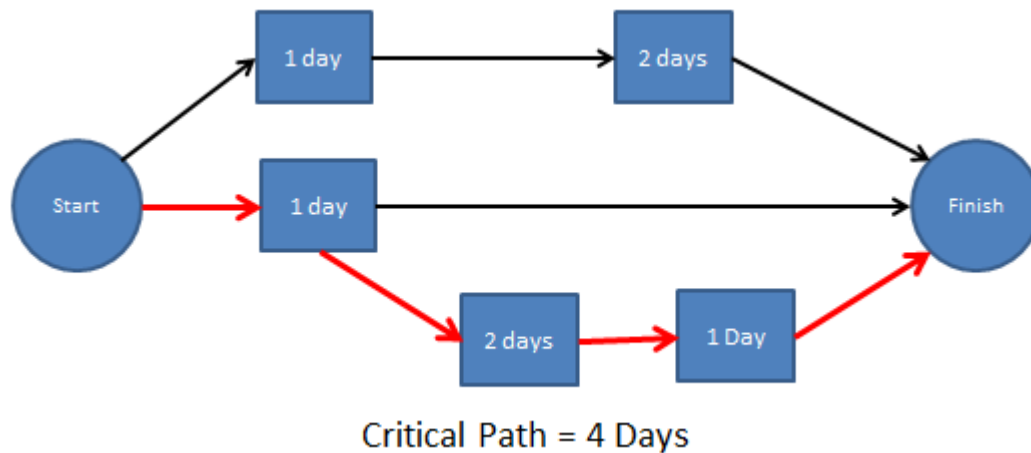 1 day
2 days
Start
1 day
Finish
2 days
1 Day
Critical Path = 4 Days